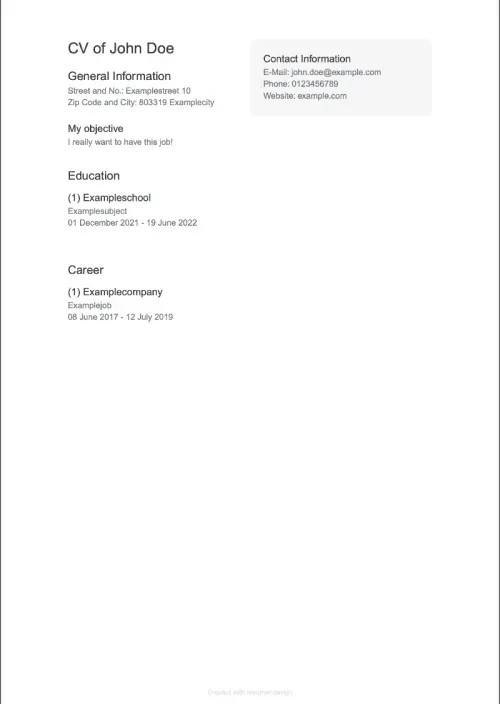 CV of John Doe
General Information
Street and No.: Examplestreet 10
Zip Code and City: 803319 Examplecity
My objective
I really want to have this job!
Contact Information
E-Mail: john.doe@example.com
Phone: 0123456789
Website: example.com
Education
(1) Exampleschool
Examplesubject
01 December 2021 - 19 June 2022
Career
(1) Examplecompany
Examplejob
08 June 2017 - 12 July 2019
Created with